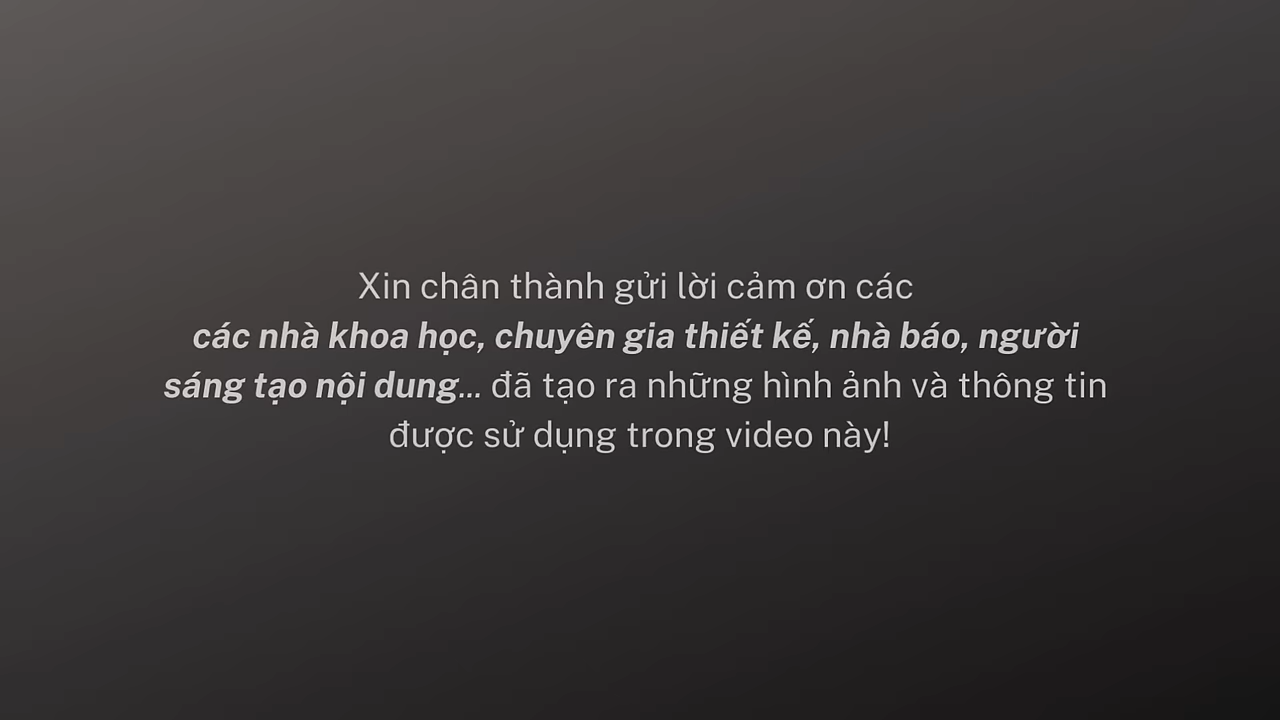 Xin chân thành gửi lời cảm ơn các
các nhà khoa học, chuyên gia thiết kế, nhà báo, người
sáng tạo nội dung... đã tạo ra những hình ảnh và thông tin
được sử dụng trong video này!